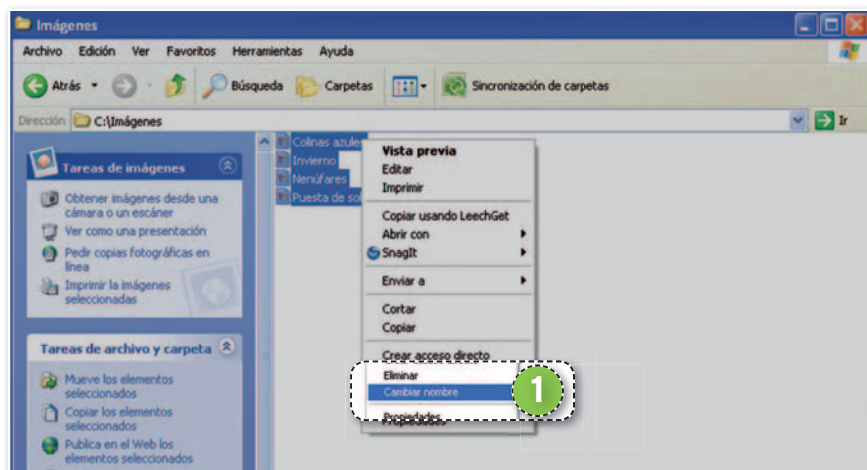 Imágenes
Archivo Edición Ver Favoritos Herramientas Ayuda
Atrás Búsqueda Carpetas Sincronización de carpetas
Dirección C:\Imágenes Ir
Tareas de imágenes
Obtener imágenes desde una
cámara o un escáner
Ver como una presentación
Pedir copias fotográficas en
línea
Imprimir la imágenes
seleccionadas
Tareas de archivo y carpeta
Mueve los elementos
seleccionados
Copiar los elementos
seleccionados
Publica en el Web los
elementos seleccionados
Colinas azules
Invierno
Nenúfares
Puesta de sol
Vista previa
Editar
Imprimir
Copiar usando LeechGet
Abrir con
SnagIt
Enviar a
Cortar
Copiar
Crear acceso directo
Eliminar
Cambiar nombre
1
Propiedades